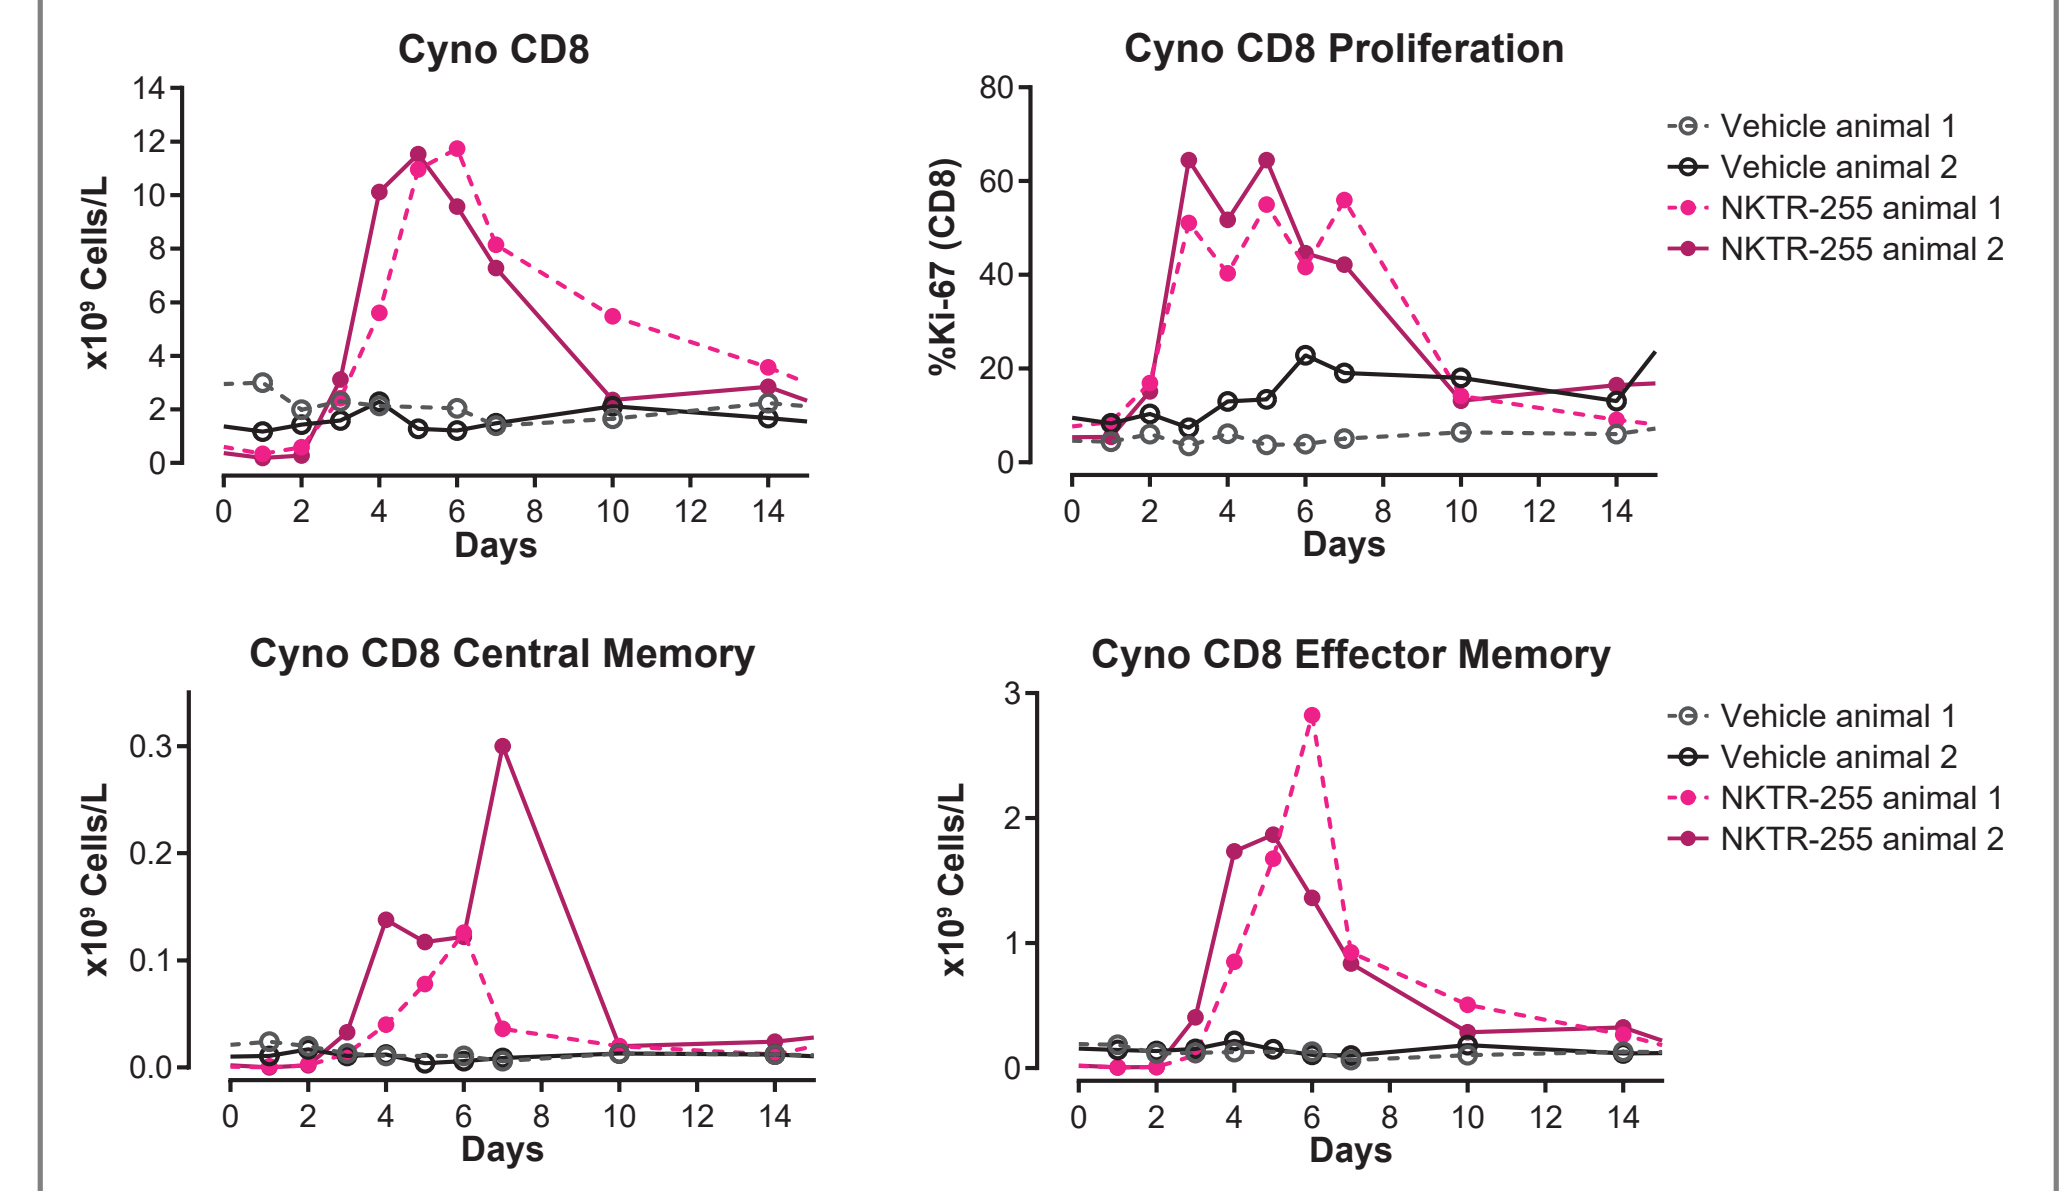 Cyno CD8
x10⁹ Cells/L
14
12
10
8
6
4
2
0
0 2 4 6 8 10 12 14
Days
Cyno CD8 Proliferation
%Ki-67 (CD8)
80
60
40
20
0
0 2 4 6 8 10 12 14
Days
Vehicle animal 1
Vehicle animal 2
NKTR-255 animal 1
NKTR-255 animal 2
Cyno CD8 Central Memory
x10⁹ Cells/L
0.3
0.2
0.1
0.0
0 2 4 6 8 10 12 14
Days
Cyno CD8 Effector Memory
x10⁹ Cells/L
3
2
1
0
0 2 4 6 8 10 12 14
Days
Vehicle animal 1
Vehicle animal 2
NKTR-255 animal 1
NKTR-255 animal 2